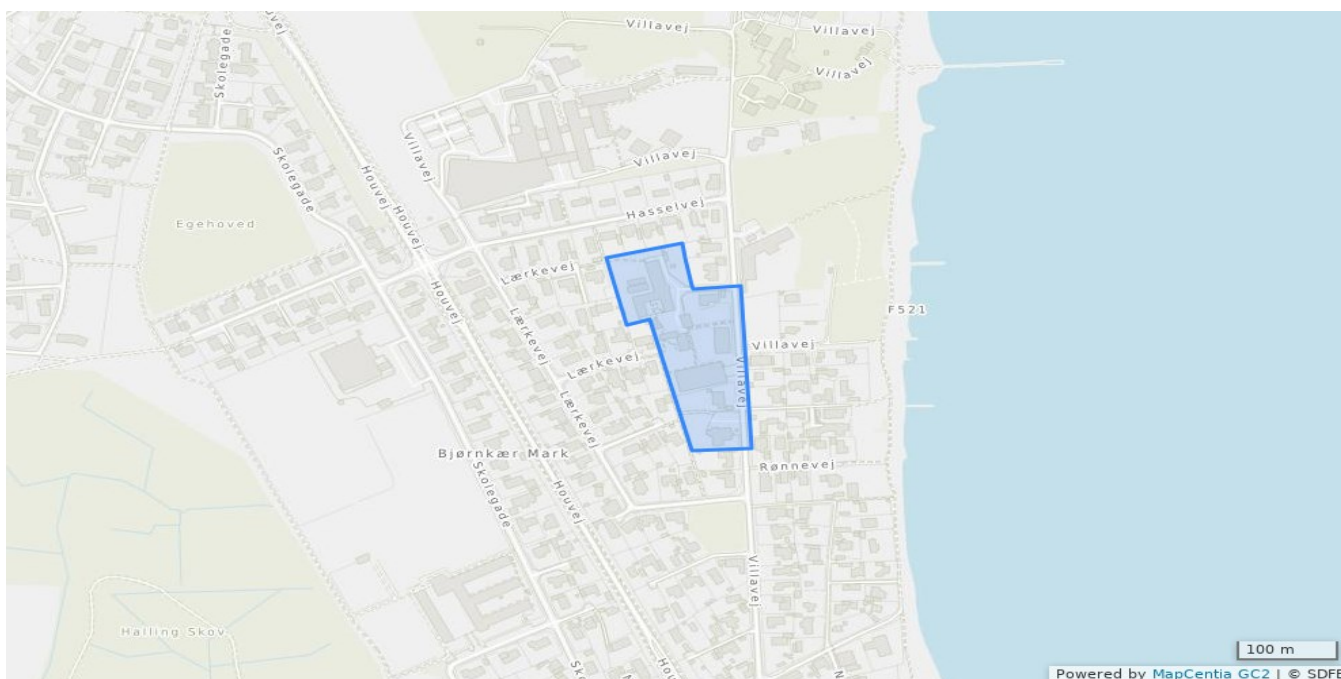 Villavej
Villavej
Houvej
Skolegade
Villavej
Villavej
Skolegade
Houvej
Villavej
Hasselvej
Houvej
Egehoved
Lærkevej
Houvej
Lærkevej
F521
Villavej
Lærkevej
Villavej
Lærkevej
Bjørnkær Mark
Rønnevej
Skolegade
Houvej
Villavej
Halling Skov
100 m
Powered by MapCentia GC2 | © SDFE